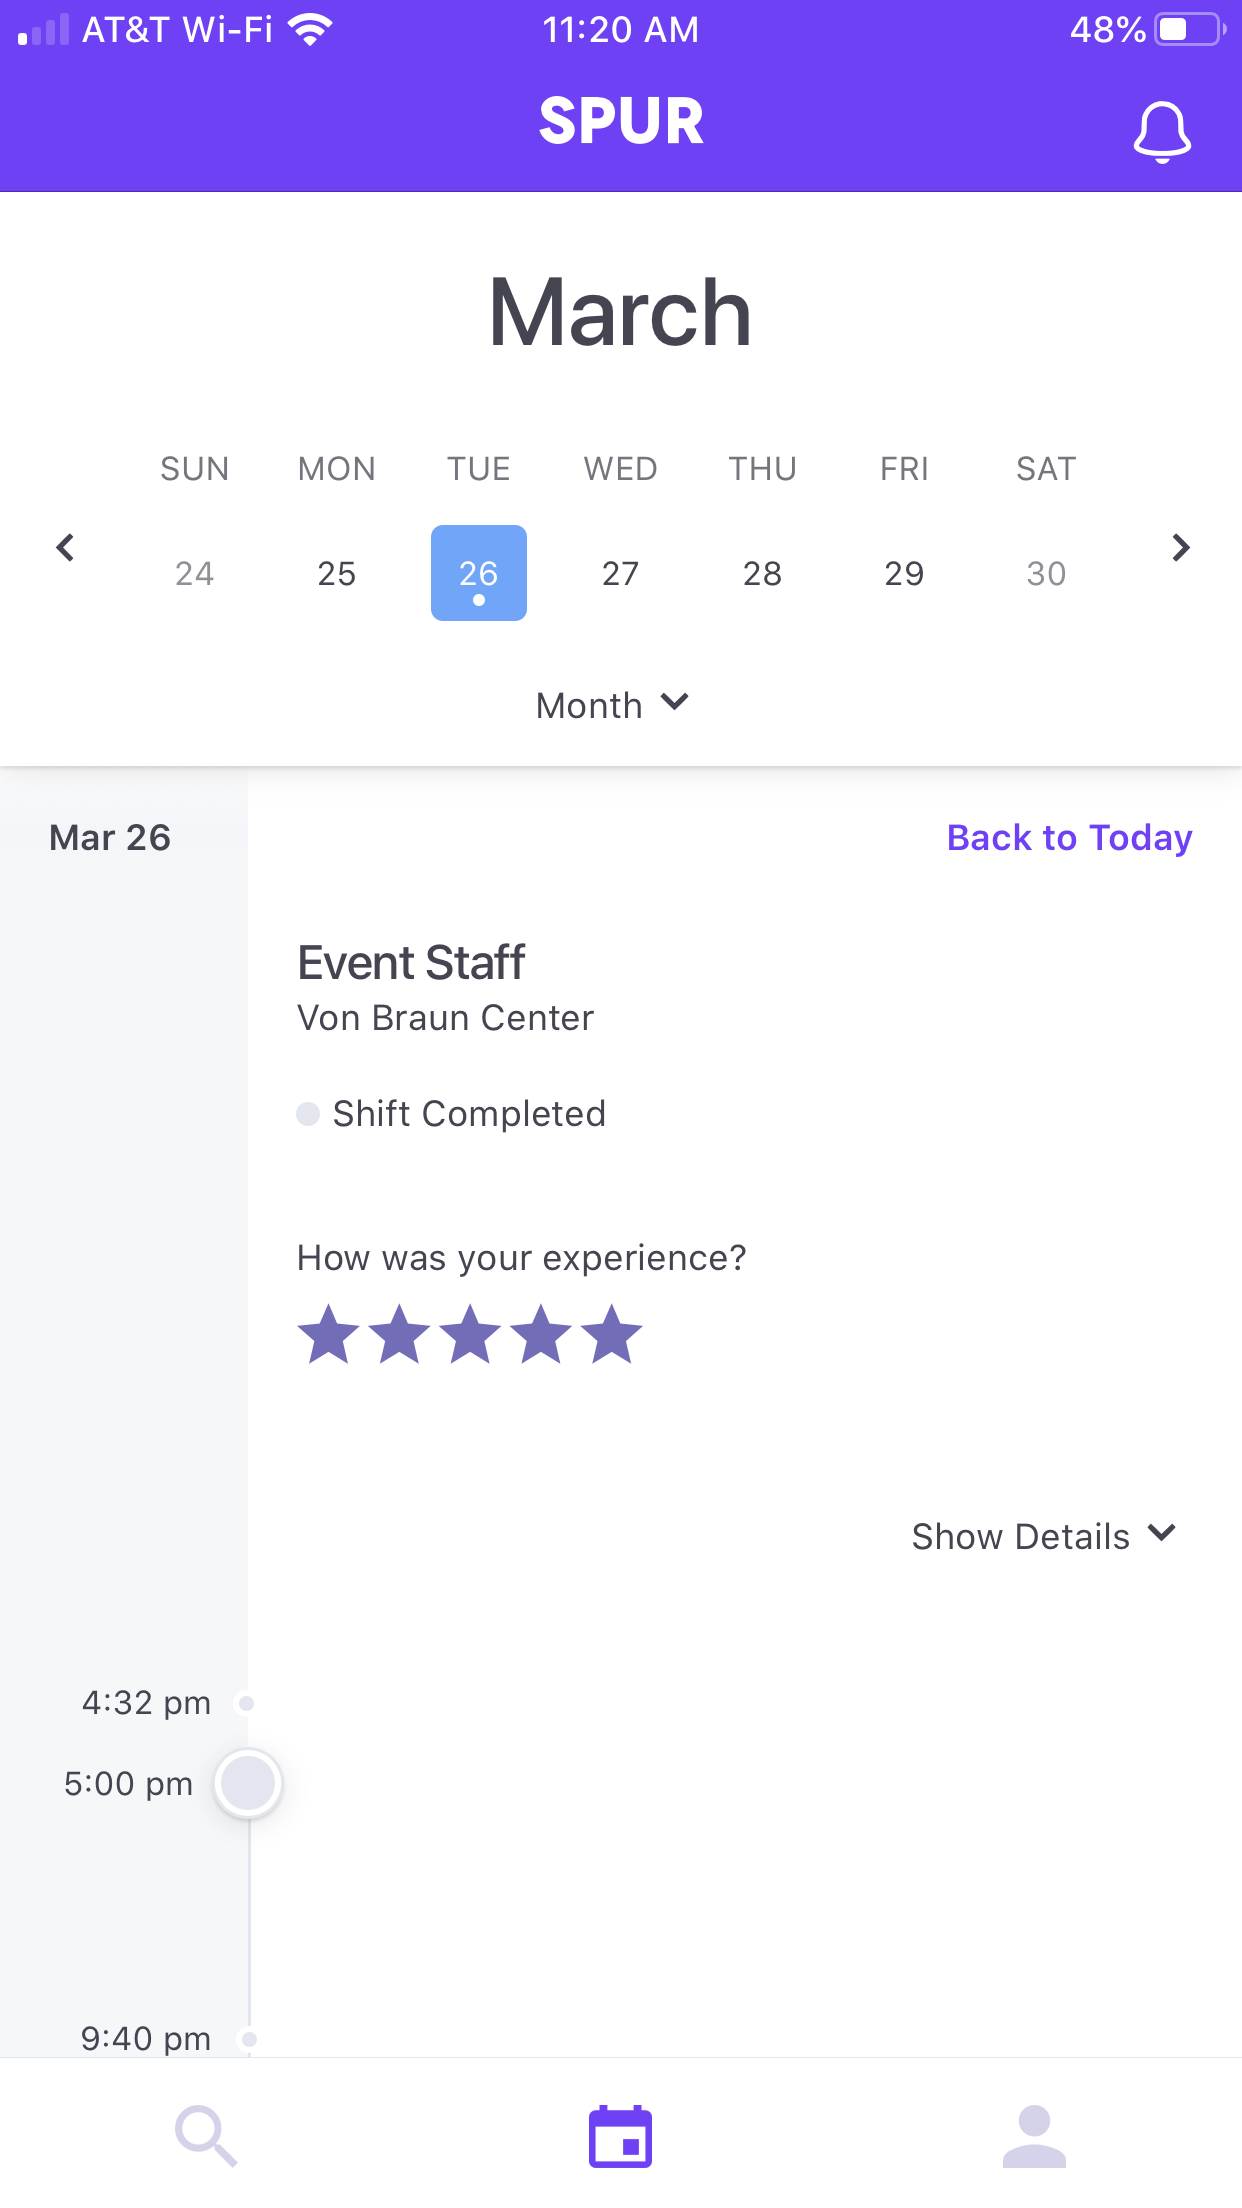 AT&T Wi-Fi 11:20 AM 48%
SPUR
March
SUN MON TUE WED THU FRI SAT
24 25 26 27 28 29 30
Month
Mar 26 Back to Today
Event Staff
Von Braun Center
Shift Completed
How was your experience?
Show Details
4:32 pm
5:00 pm
9:40 pm